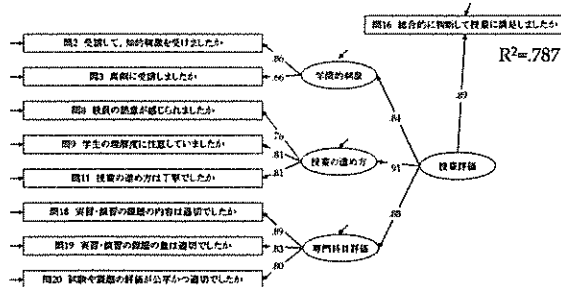 問16 総合的に判断して授業に満足しましたか
R²=.787
問2 受講して、知的刺激を受けましたか
問3 真剣に受講しましたか
問8 教員の熱意が感じられましたか
問9 学生の理解度に注意していましたか
問11 授業の進め方は丁寧でしたか
問18 実習・演習の課題の内容は適切でしたか
問19 実習・演習の課題の量は適切でしたか
問20 試験や課題の評価が公平かつ適切でしたか
学問的刺激
授業の進め方
専門科目評価
授業評価
.86
.66
.76
.81
.81
.89
.83
.80
.84
.91
.88
.89